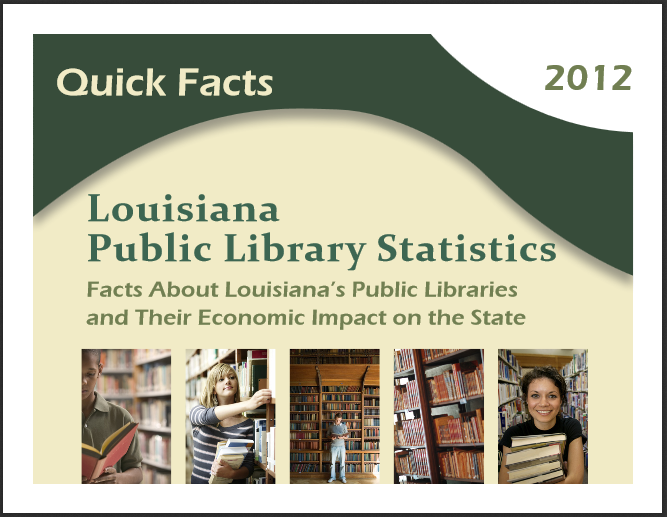 Quick Facts
2012
Louisiana
Public Library Statistics
Facts About Louisiana's Public Libraries
and Their Economic Impact on the State